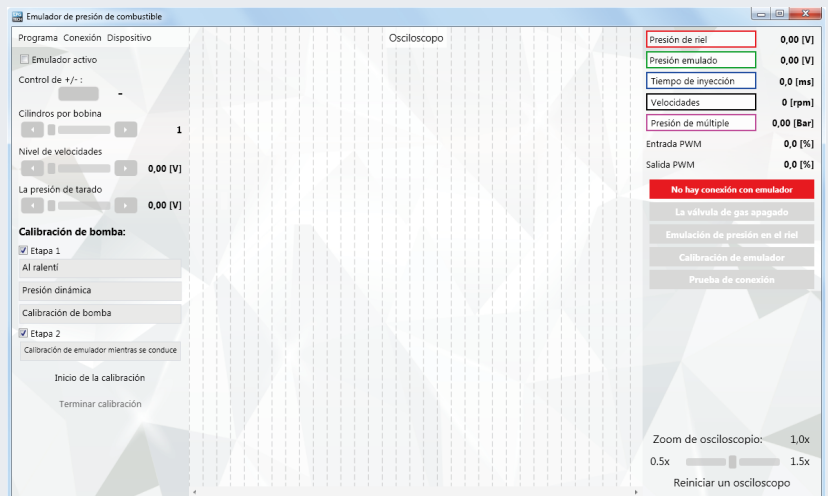 Emulador de presión de combustible
Programa Conexión Dispositivo
Emulador activo
Control de +/- :
-
Cilindros por bobina
1
Nivel de velocidades
0,00 [V]
La presión de tarado
0,00 [V]
Calibración de bomba:
Etapa 1
Al ralentí
Presión dinámica
Calibración de bomba
Etapa 2
Calibración de emulador mientras se conduce
Inicio de la calibración
Terminar calibración
Osciloscopo
Presión de riel 0,00 [V]
Presión emulado 0,00 [V]
Tiempo de inyección 0,0 [ms]
Velocidades 0 [rpm]
Presión de múltiple 0,00 [Bar]
Entrada PWM 0,0 [%]
Salida PWM 0,0 [%]
No hay conexión con emulador
La válvula de gas apagado
Emulación de presión en el riel
Calibración de emulador
Prueba de conexión
Zoom de osciloscopio: 1,0x
0.5x 1.5x
Reiniciar un osciloscopo